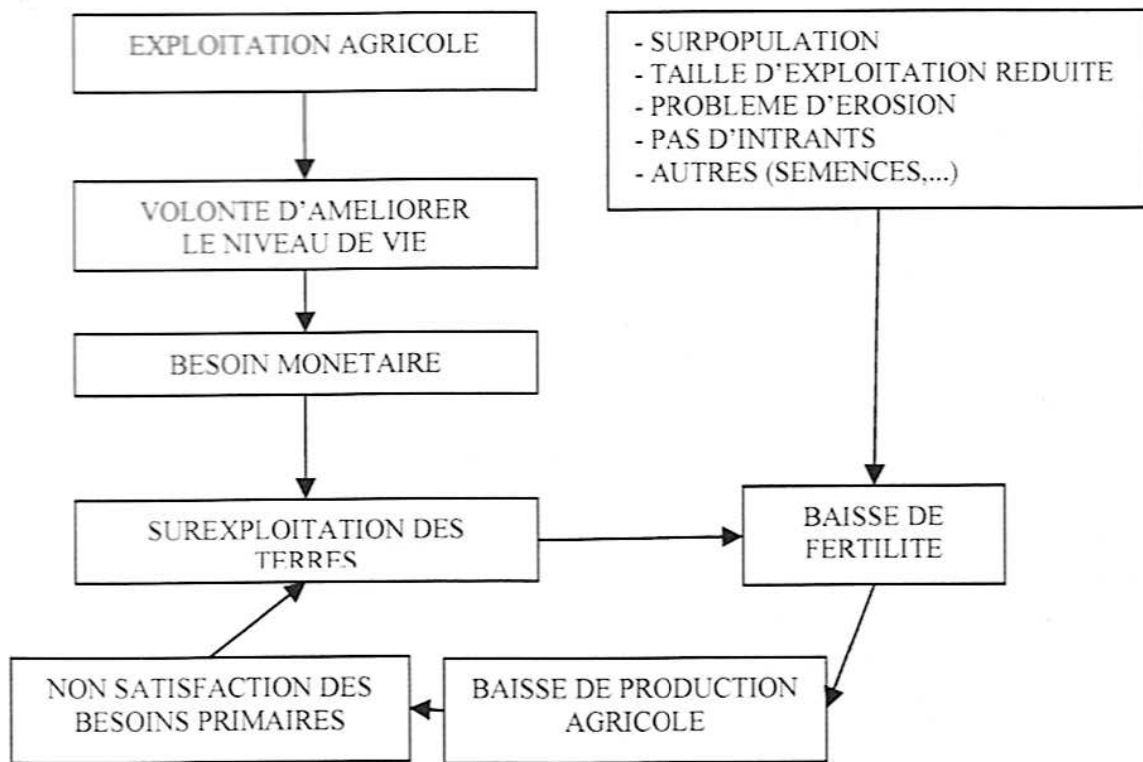 EXPLOITATION AGRICOLE
- SURPOPULATION
- TAILLE D'EXPLOITATION REDUITE
- PROBLEME D'EROSION
- PAS D'INTRANTS
- AUTRES (SEMENCES,...)
VOLONTE D'AMELIORER
LE NIVEAU DE VIE
BESOIN MONETAIRE
SUREXPLOITATION DES
TERRES
BAISSE DE
FERTILITE
NON SATISFACTION DES
BESOINS PRIMAIRES
BAISSE DE PRODUCTION
AGRICOLE